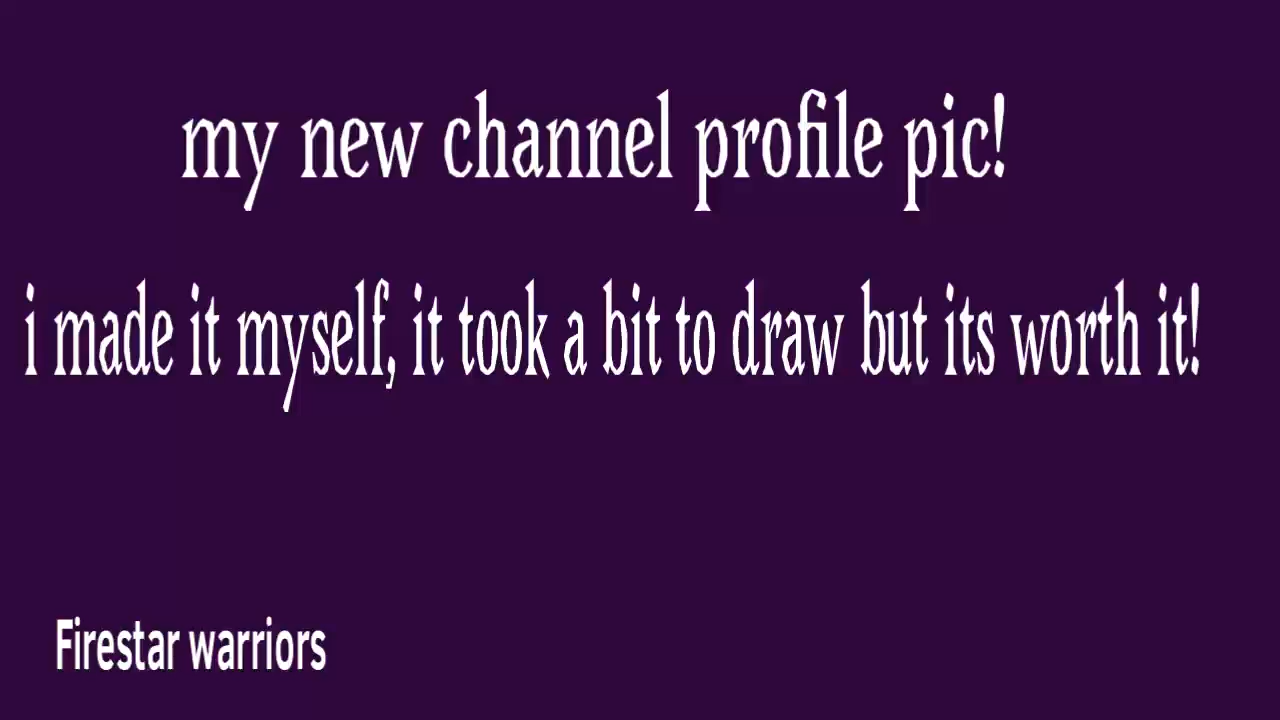 my new channel profile pic!
i made it myself, it took a bit to draw but its worth it!
Firestar warriors